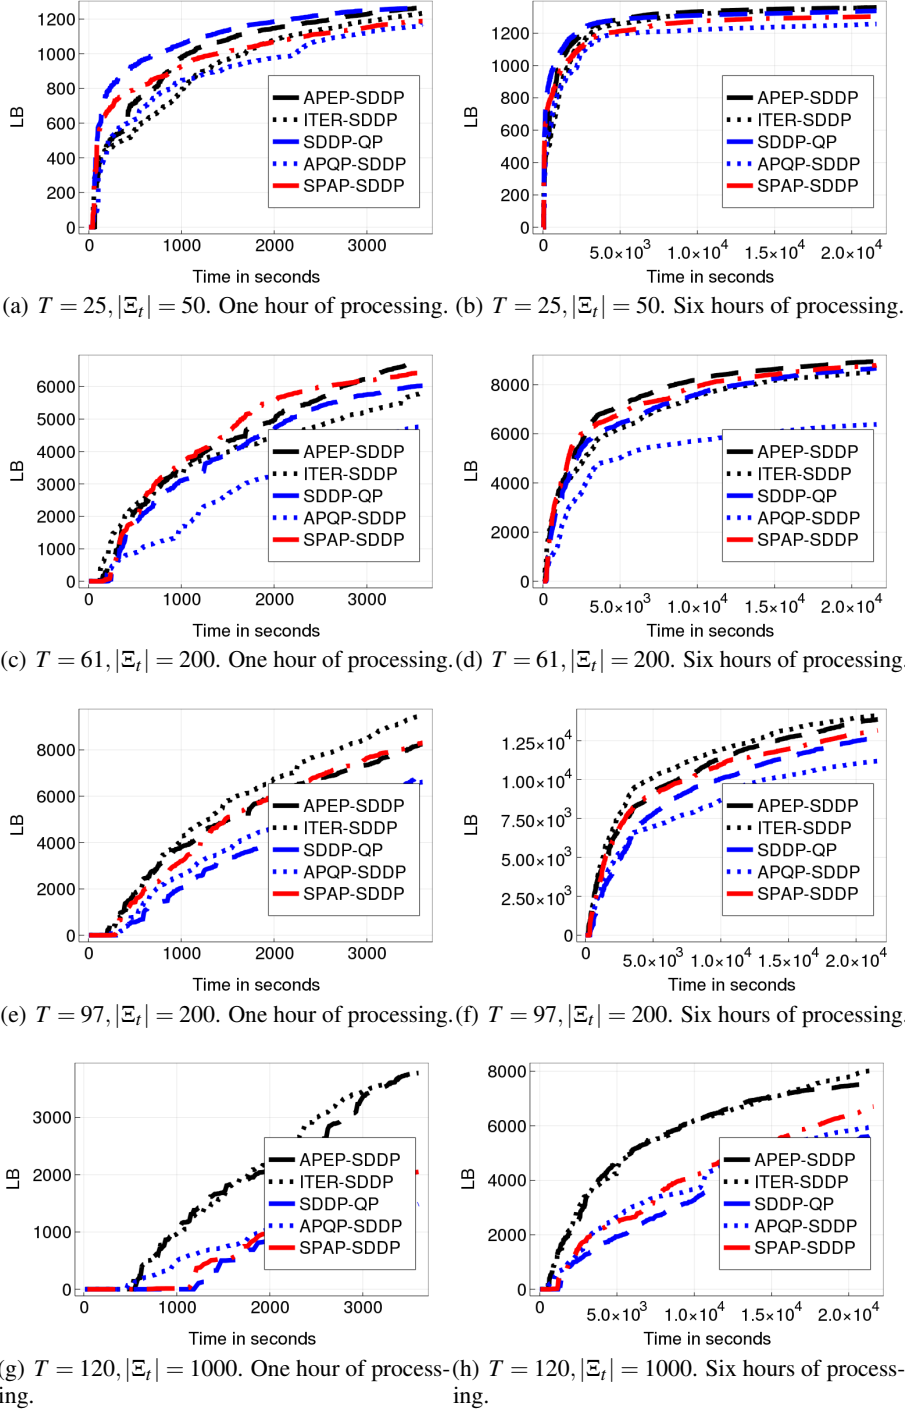 1200
1000
800
600
400
200
0
LB
APEP-SDDP
ITER-SDDP
SDDP-QP
APQP-SDDP
SPAP-SDDP
0 1000 2000 3000
Time in seconds
1200
1000
800
600
400
200
0
LB
APEP-SDDP
ITER-SDDP
SDDP-QP
APQP-SDDP
SPAP-SDDP
0 5.0×10³ 1.0×10⁴ 1.5×10⁴ 2.0×10⁴
Time in seconds
(a) T = 25, |Ξt| = 50. One hour of processing.
(b) T = 25, |Ξt| = 50. Six hours of processing.
6000
5000
4000
3000
2000
1000
0
LB
APEP-SDDP
ITER-SDDP
SDDP-QP
APQP-SDDP
SPAP-SDDP
0 1000 2000 3000
Time in seconds
8000
6000
4000
2000
0
LB
APEP-SDDP
ITER-SDDP
SDDP-QP
APQP-SDDP
SPAP-SDDP
0 5.0×10³ 1.0×10⁴ 1.5×10⁴ 2.0×10⁴
Time in seconds
(c) T = 61, |Ξt| = 200. One hour of processing.
(d) T = 61, |Ξt| = 200. Six hours of processing.
8000
6000
4000
2000
0
LB
APEP-SDDP
ITER-SDDP
SDDP-QP
APQP-SDDP
SPAP-SDDP
0 1000 2000 3000
Time in seconds
1.25×10⁴
1.00×10⁴
7.50×10³
5.00×10³
2.50×10³
0
LB
APEP-SDDP
ITER-SDDP
SDDP-QP
APQP-SDDP
SPAP-SDDP
0 5.0×10³ 1.0×10⁴ 1.5×10⁴ 2.0×10⁴
Time in seconds
(e) T = 97, |Ξt| = 200. One hour of processing.
(f) T = 97, |Ξt| = 200. Six hours of processing.
3000
2000
1000
0
LB
APEP-SDDP
ITER-SDDP
SDDP-QP
APQP-SDDP
SPAP-SDDP
0 1000 2000 3000
Time in seconds
8000
6000
4000
2000
0
LB
APEP-SDDP
ITER-SDDP
SDDP-QP
APQP-SDDP
SPAP-SDDP
0 5.0×10³ 1.0×10⁴ 1.5×10⁴ 2.0×10⁴
Time in seconds
(g) T = 120, |Ξt| = 1000. One hour of process-
ing.
(h) T = 120, |Ξt| = 1000. Six hours of process-
ing.